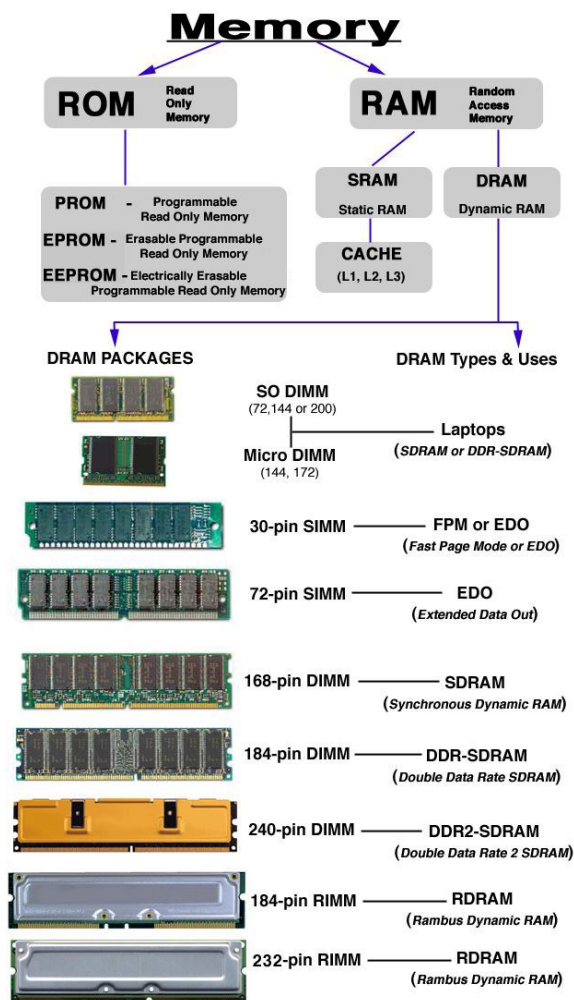 Memory
ROM
Read
Only
Memory
RAM
Random
Access
Memory
PROM - Programmable
Read Only Memory
EPROM - Erasable Programmable
Read Only Memory
EEPROM - Electrically Erasable
Programmable Read Only Memory
SRAM
Static RAM
DRAM
Dynamic RAM
CACHE
(L1, L2, L3)
DRAM PACKAGES
DRAM Types & Uses
SO DIMM
(72,144 or 200)
Micro DIMM
(144, 172)
Laptops
(SDRAM or DDR-SDRAM)
30-pin SIMM
FPM or EDO
(Fast Page Mode or EDO)
72-pin SIMM
EDO
(Extended Data Out)
168-pin DIMM
SDRAM
(Synchronous Dynamic RAM)
184-pin DIMM
DDR-SDRAM
(Double Data Rate SDRAM)
240-pin DIMM
DDR2-SDRAM
(Double Data Rate 2 SDRAM)
184-pin RIMM
RDRAM
(Rambus Dynamic RAM)
232-pin RIMM
RDRAM
(Rambus Dynamic RAM)